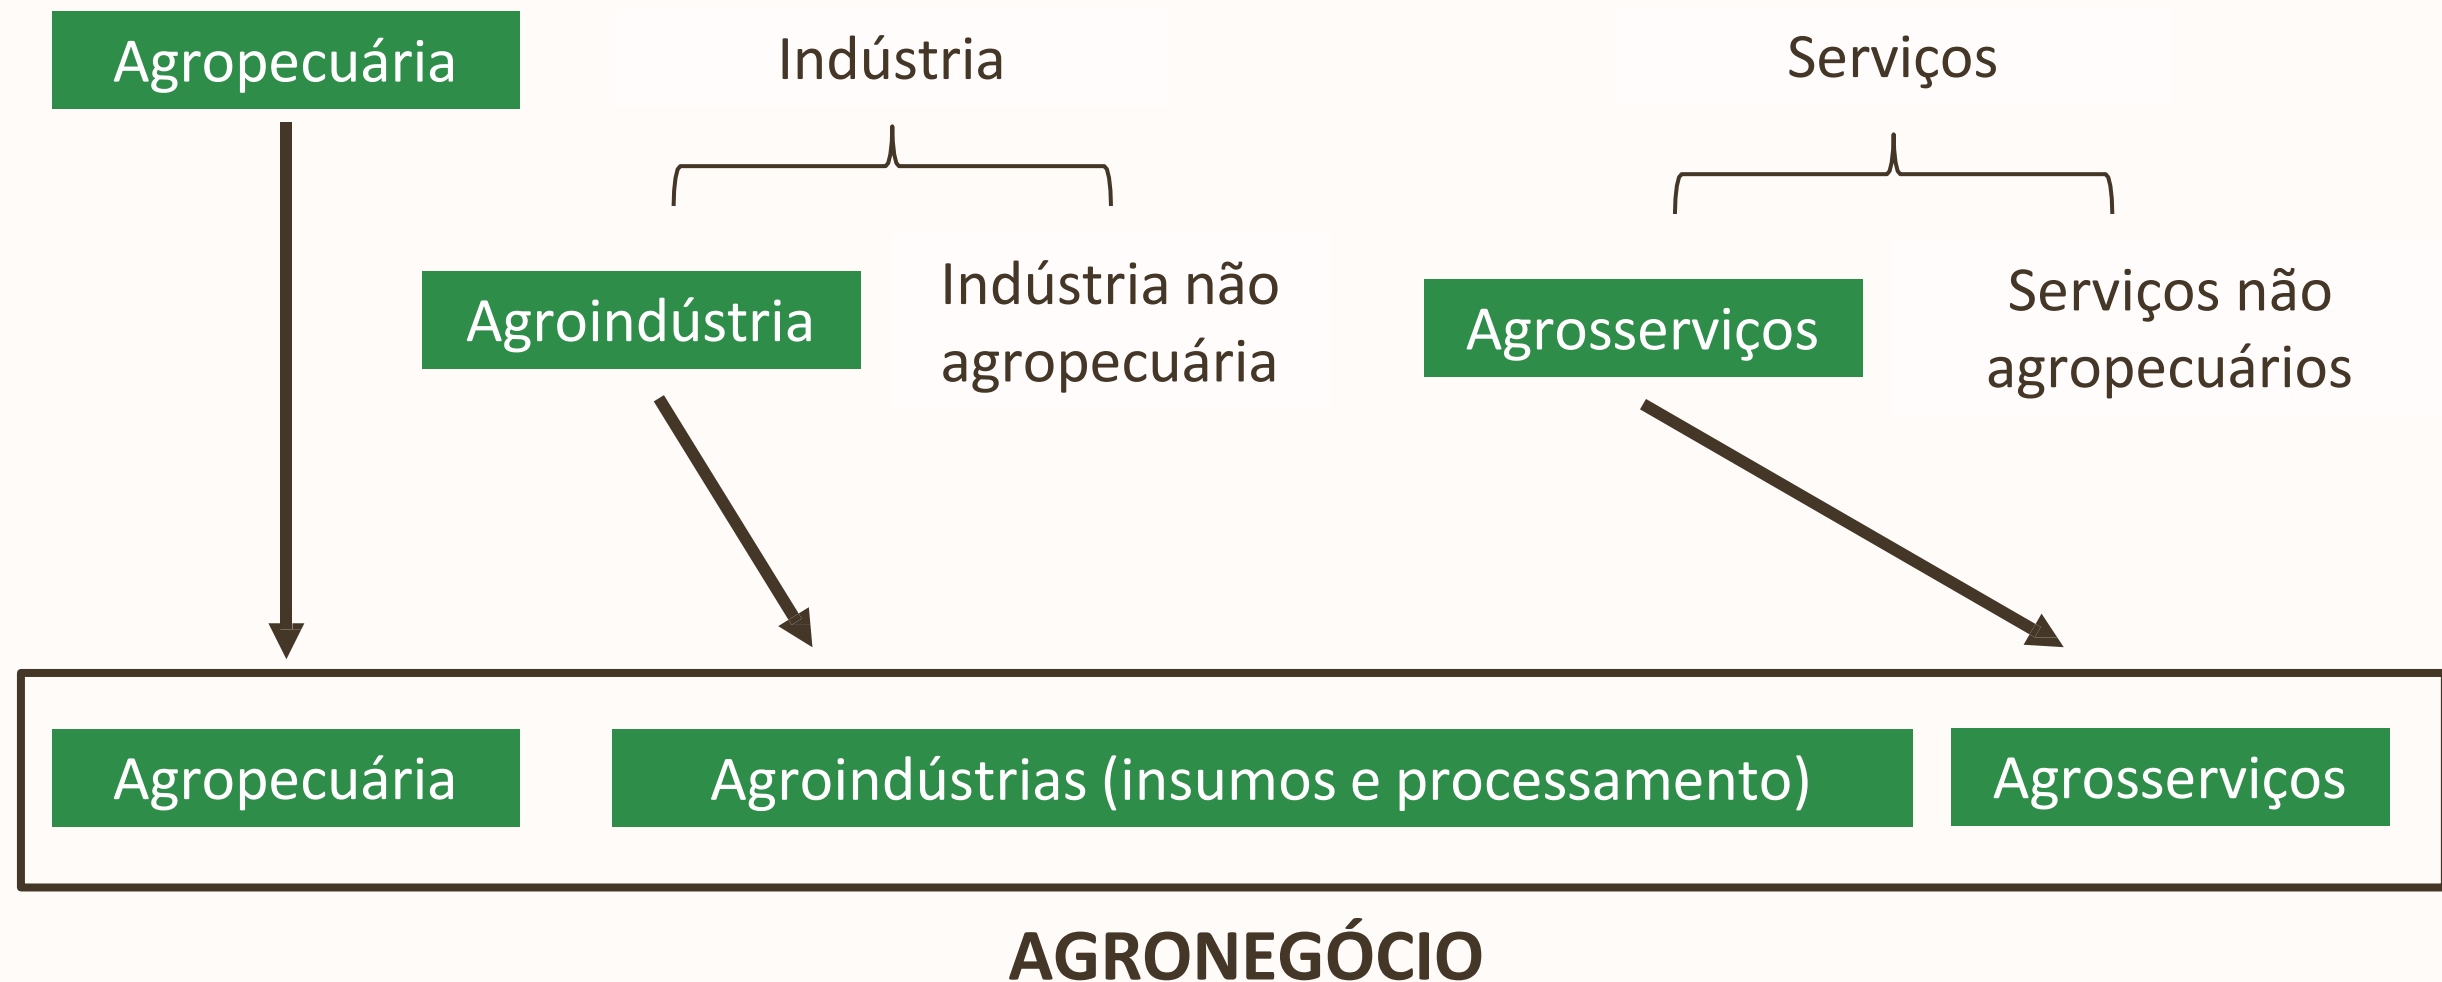 Agropecuária
Indústria
Serviços
Agroindústria
Indústria não
agropecuária
Agrosserviços
Serviços não
agropecuários
Agropecuária
Agroindústrias (insumos e processamento)
Agrosserviços
AGRONEGÓCIO